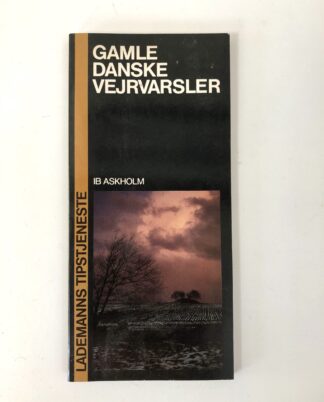 GAMLE
DANSKE
VEJRVARSLER
IB ASKHOLM
LADEMANNS TIPSTJENESTE